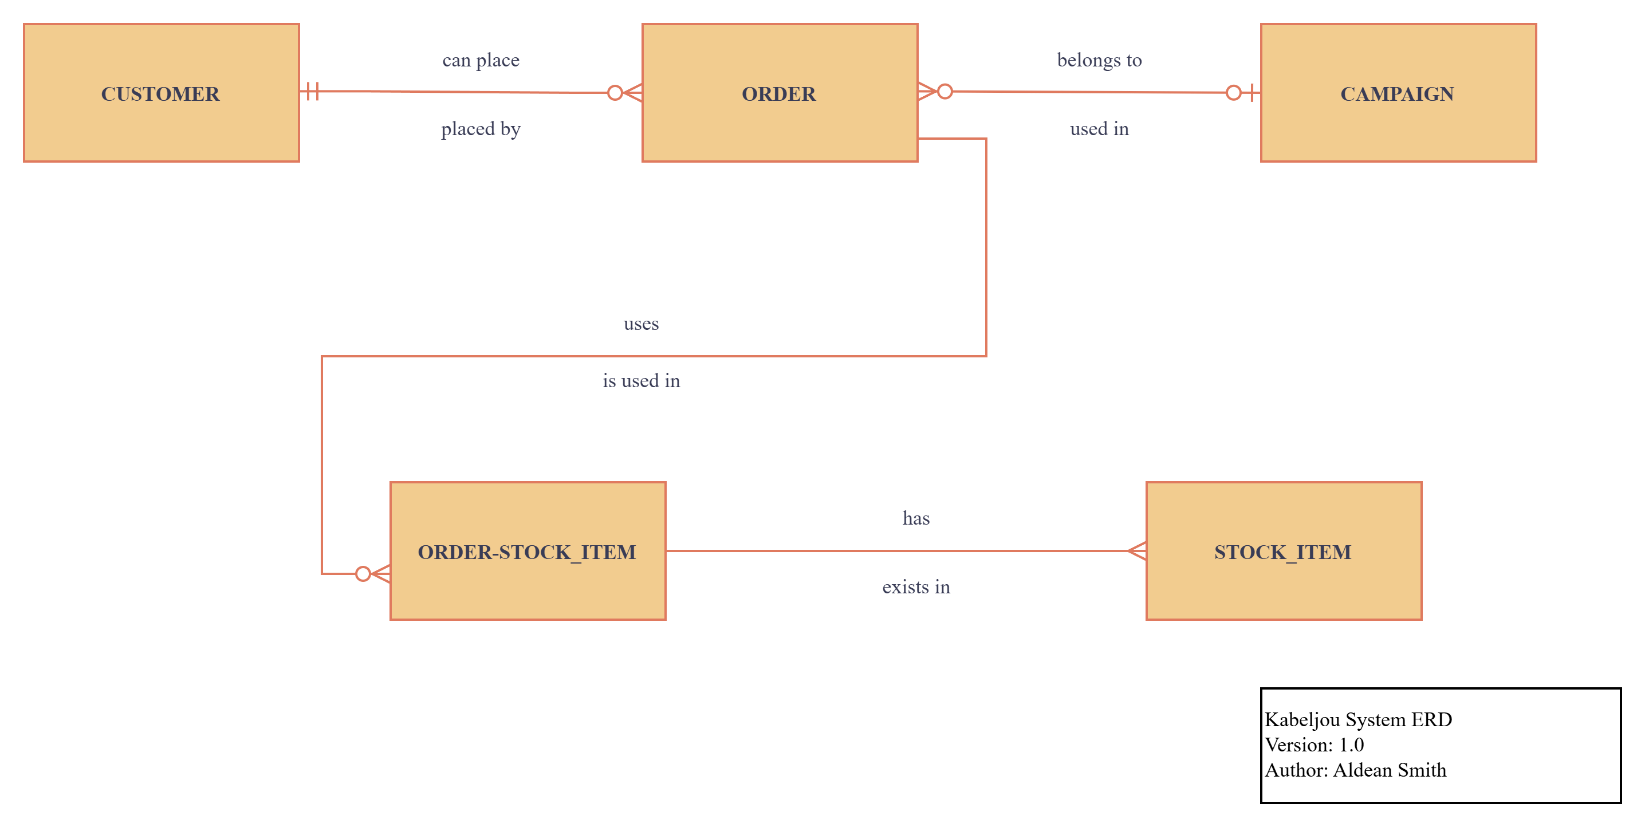 CUSTOMER
can place
placed by
ORDER
belongs to
used in
CAMPAIGN
uses
is used in
ORDER-STOCK_ITEM
has
exists in
STOCK_ITEM
Kabeljou System ERD
Version: 1.0
Author: Aldean Smith